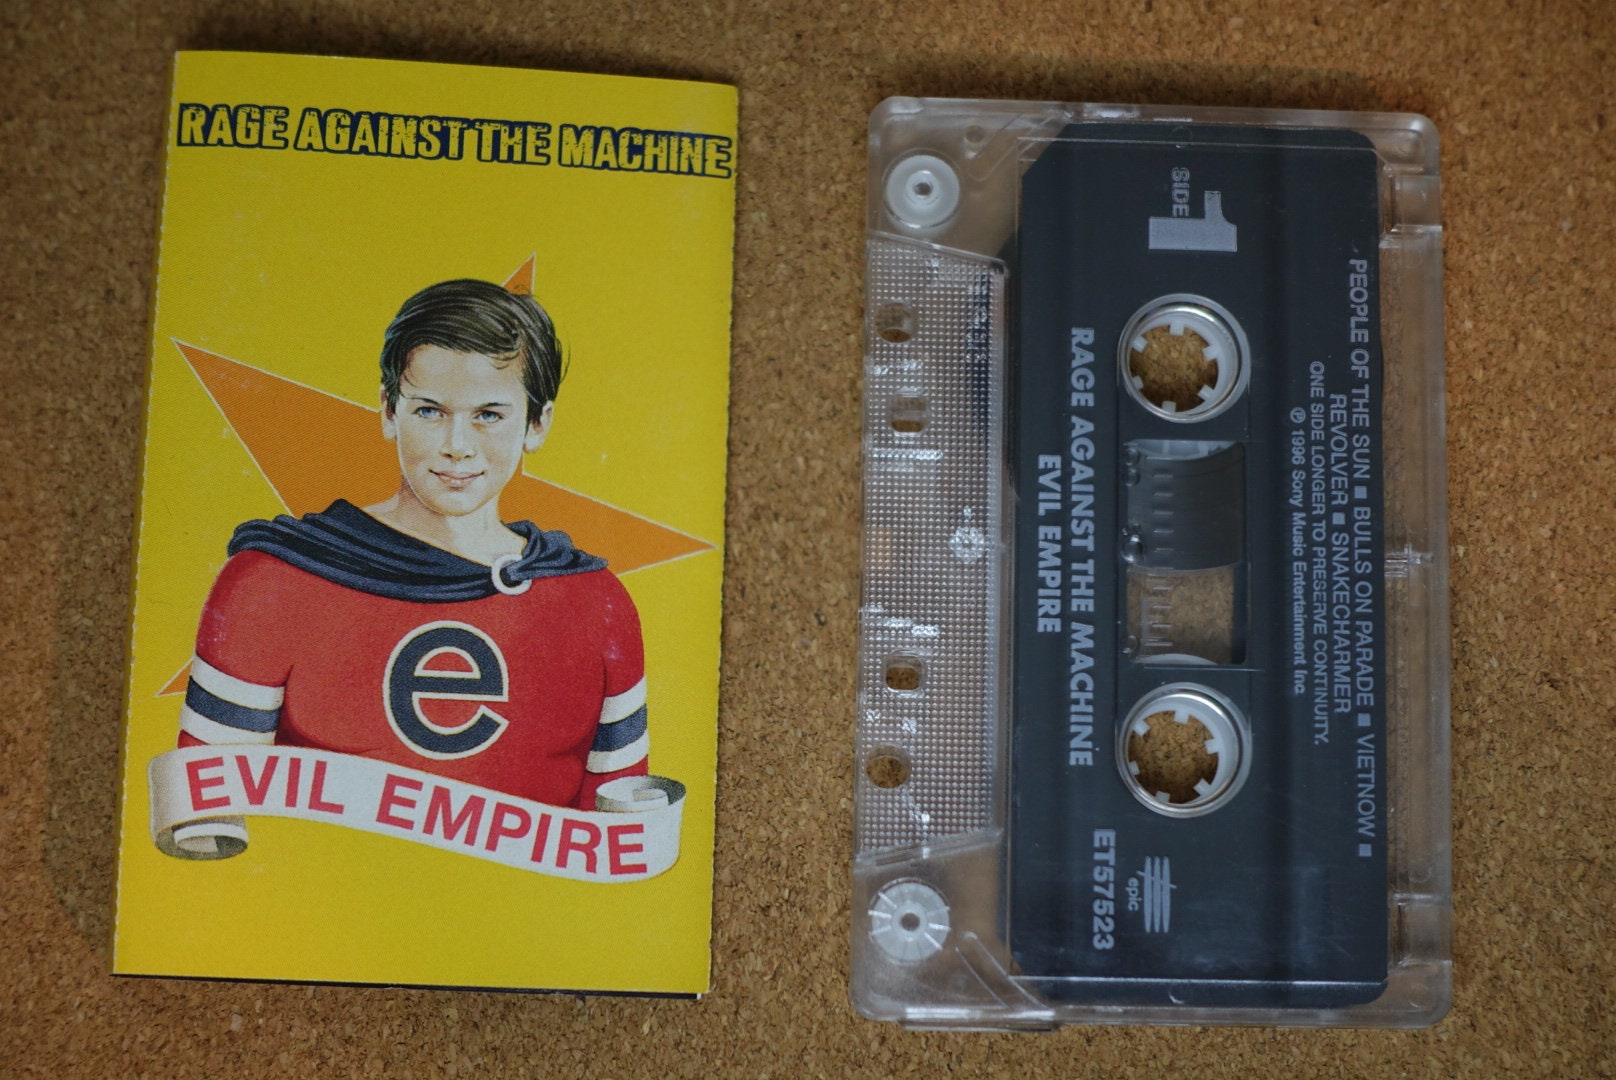 RAGE AGAINST THE MACHINE
e
EVIL EMPIRE
SIDE 1
PEOPLE OF THE SUN ■ BULLS ON PARADE ■ VIETNOW ■
REVOLVER ■ SNAKECHARMER
ONE SIDE LONGER TO PRESERVE CONTINUITY.
℗ 1996 Sony Music Entertainment Inc.
RAGE AGAINST THE MACHINE
EVIL EMPIRE
epic
ET57523